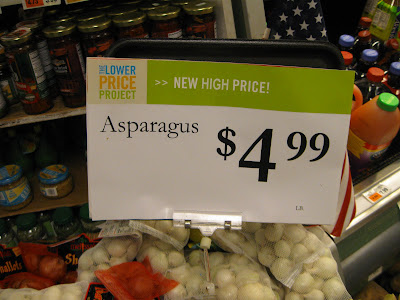 THE LOWER
PRICE
PROJECT
>> NEW HIGH PRICE!
Asparagus
$4 99
LB